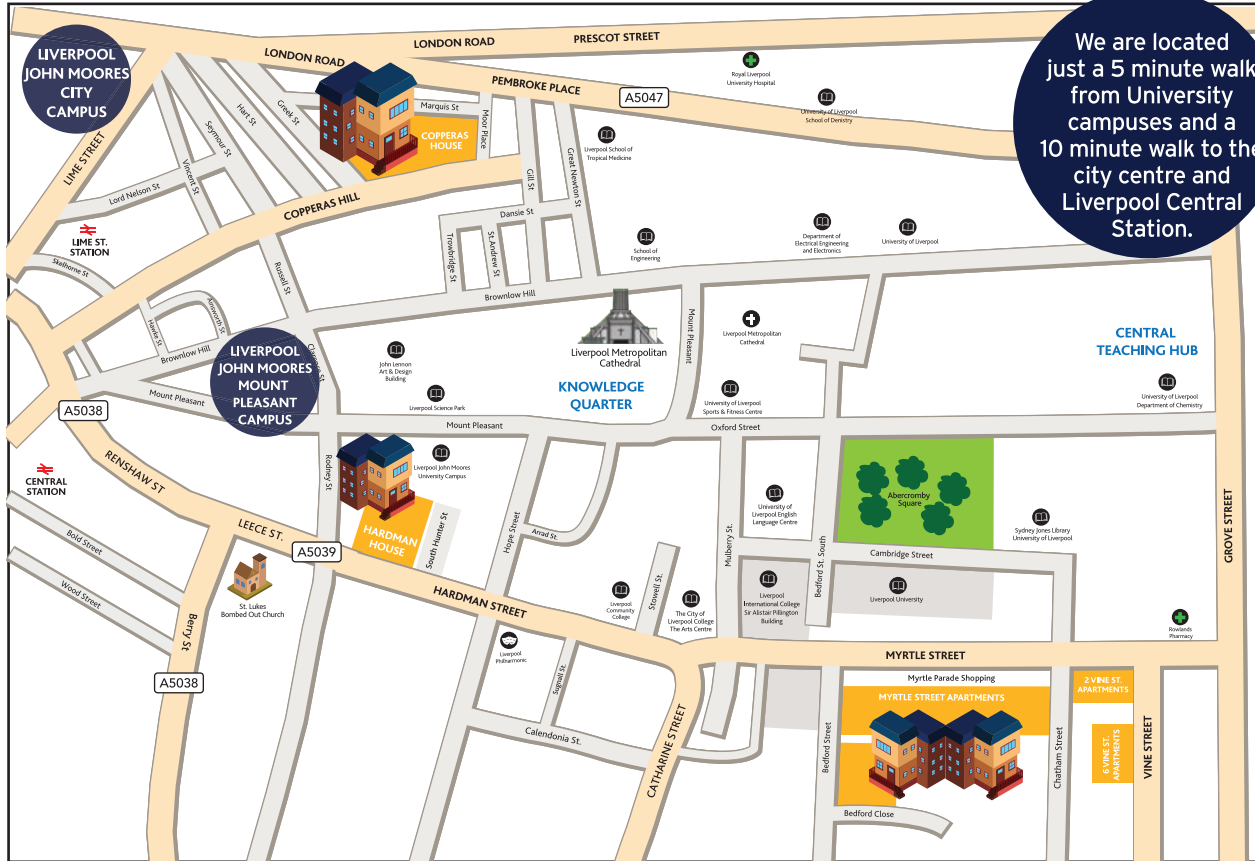 LIVERPOOL
JOHN MOORES
CITY
CAMPUS
LONDON ROAD
LONDON ROAD
PRESCOT STREET
PEMBROKE PLACE
A5047
Royal Liverpool
University Hospital
University of Liverpool
School of Denistry
We are located
just a 5 minute walk
from University
campuses and a
10 minute walk to the
city centre and
Liverpool Central
Station.
LIME STREET
Greek St
Hart St
Seymour St
Vincent St
Lord Nelson St
Marquis St
Moor Place
COPPERAS
HOUSE
Liverpool School of
Tropical Medicine
Gill St
Great Newton St
COPPERAS HILL
LIME ST.
STATION
Skelhorne St
Hawke St
Ainsworth St
Russell St
Dansie St
Trowbridge St
St. Andrew St
School of
Engineering
Department of
Electrical Engineering
and Electronics
University of Liverpool
Brownlow Hill
Brownlow Hill
LIVERPOOL
JOHN MOORES
MOUNT
PLEASANT
CAMPUS
John Lennon
Art & Design
Building
Liverpool Science Park
Liverpool Metropolitan
Cathedral
KNOWLEDGE
QUARTER
Mount Pleasant
Liverpool Metropolitan
Cathedral
University of Liverpool
Sports & Fitness Centre
CENTRAL
TEACHING HUB
University of Liverpool
Department of Chemistry
Mount Pleasant
Mount Pleasant
Oxford Street
A5038
RENSHAW ST
CENTRAL
STATION
Rodney St
Liverpool John Moores
University Campus
HARDMAN
HOUSE
South Hunter St
Hope Street
Arrad St.
Mulberry St.
University of
Liverpool English
Language Centre
Bedford St. South
Abercromby
Square
Sydney Jones Library
University of Liverpool
Cambridge Street
GROVE STREET
Bold Street
Wood Street
LEECE ST.
A5039
St. Lukes
Bombed Out Church
Berry St
A5038
HARDMAN STREET
Liverpool
Community
College
Stowell St.
The City of
Liverpool College
The Arts Centre
Liverpool
International College
Sir Alistair Pillington
Building
Liverpool University
Rowlands
Pharmacy
Liverpool
Philharmonic
Sugnall St.
Calendonia St.
CATHARINE STREET
MYRTLE STREET
Myrtle Parade Shopping
MYRTLE STREET APARTMENTS
Bedford Street
Bedford Close
Chatham Street
2 VINE ST.
APARTMENTS
6 VINE ST.
APARTMENTS
VINE STREET